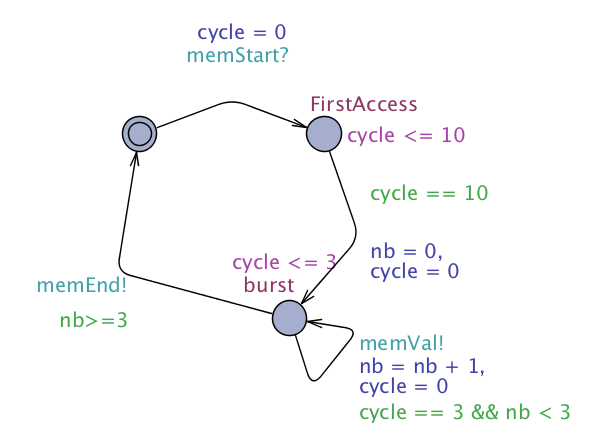 cycle = 0
memStart?
FirstAccess
cycle <= 10
cycle == 10
nb = 0,
cycle = 0
cycle <= 3
burst
memEnd!
nb>=3
memVal!
nb = nb + 1,
cycle = 0
cycle == 3 && nb < 3